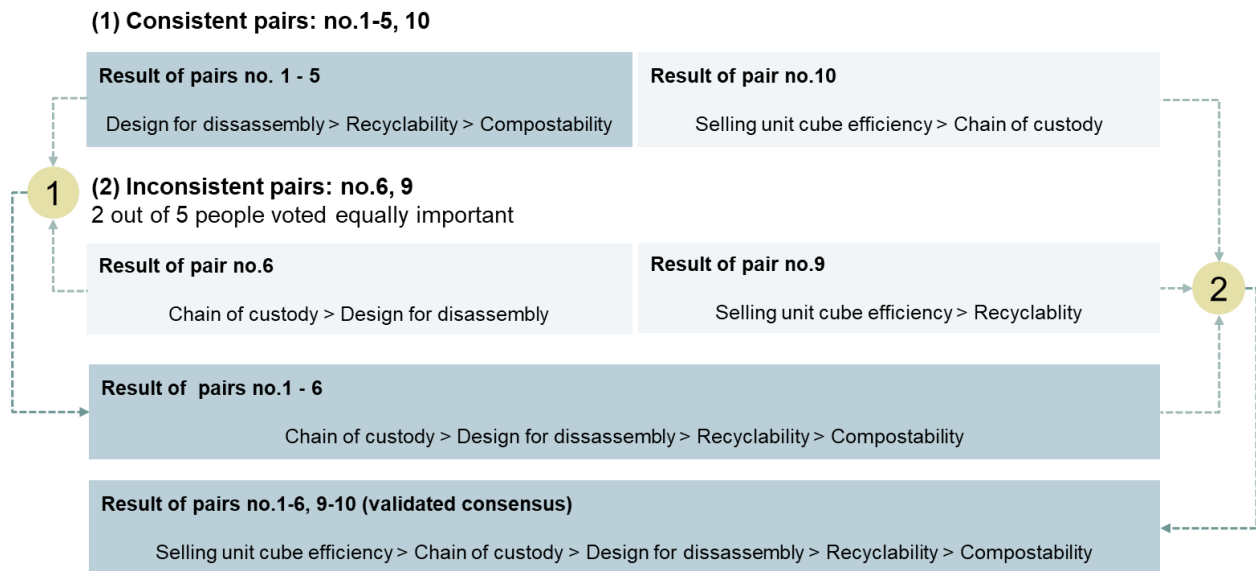 (1) Consistent pairs: no.1-5, 10
Result of pairs no. 1 - 5
Design for dissassembly > Recyclability > Compostability
Result of pair no.10
Selling unit cube efficiency > Chain of custody
1
(2) Inconsistent pairs: no.6, 9
2 out of 5 people voted equally important
Result of pair no.6
Chain of custody > Design for disassembly
Result of pair no.9
Selling unit cube efficiency > Recyclablity
2
Result of  pairs no.1 - 6
Chain of custody > Design for dissassembly > Recyclability > Compostability
Result of pairs no.1-6, 9-10 (validated consensus)
Selling unit cube efficiency > Chain of custody > Design for dissassembly > Recyclability > Compostability